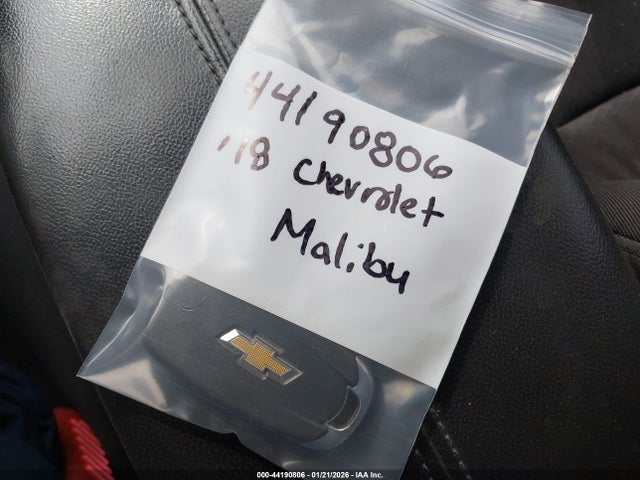 44190806
'18 Chevrolet
Malibu
000-44190806 - 01/21/2026 - IAA Inc.